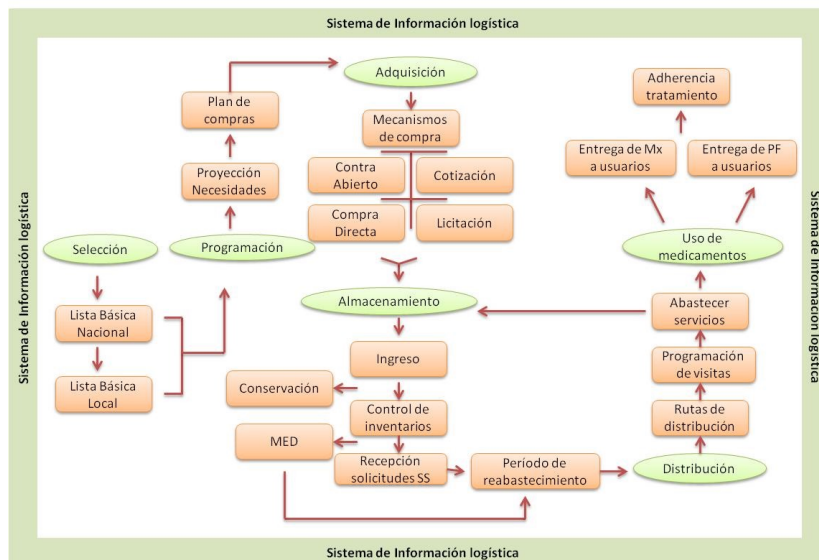 Sistema de Información logística
Sistema de Información logística
Selección
Lista Básica
Nacional
Lista Básica
Local
Programación
Proyección
Necesidades
Plan de
compras
Adquisición
Mecanismos
de compra
Contra
Abierto
Cotización
Compra
Directa
Licitación
Almacenamiento
Ingreso
Conservación
Control de
inventarios
MED
Recepción
solicitudes SS
Período de
reabastecimiento
Distribución
Rutas de
distribución
Programación
de visitas
Abastecer
servicios
Uso de
medicamentos
Entrega de Mx
a usuarios
Entrega de PF
a usuarios
Adherencia
tratamiento
Sistema de Información logística
Sistema de Información logística